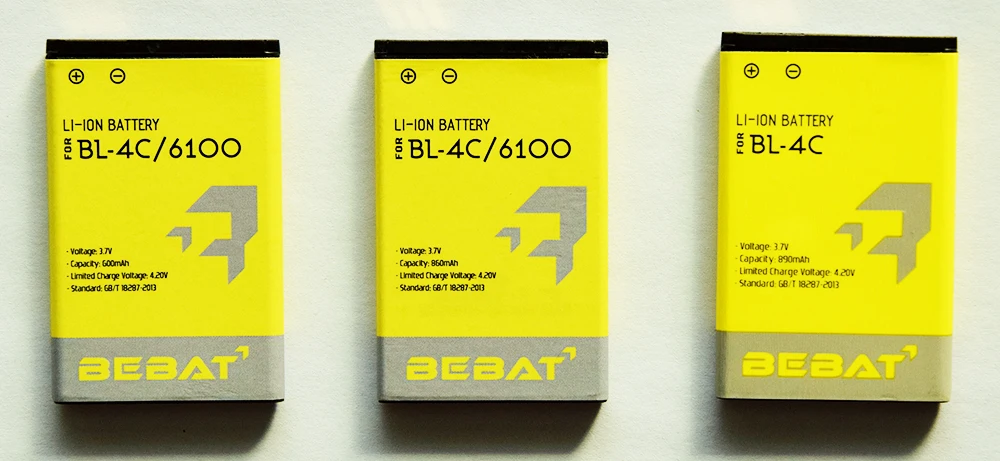 + -
LI-ION BATTERY
FOR BL-4C/6100
· Voltage: 3.7V
· Capacity: 600mAh
· Limited Charge Voltage: 4.20V
· Standard: GB/T 18287-2013
BEBAT
+ -
LI-ION BATTERY
FOR BL-4C/6100
· Voltage: 3.7V
· Capacity: 860mAh
· Limited Charge Voltage: 4.20V
· Standard: GB/T 18287-2013
BEBAT
+ -
LI-ION BATTERY
FOR BL-4C
· Voltage: 3.7V
· Capacity: 890mAh
· Limited Charge Voltage: 4.20V
· Standard: GB/T 18287-2013
BEBAT